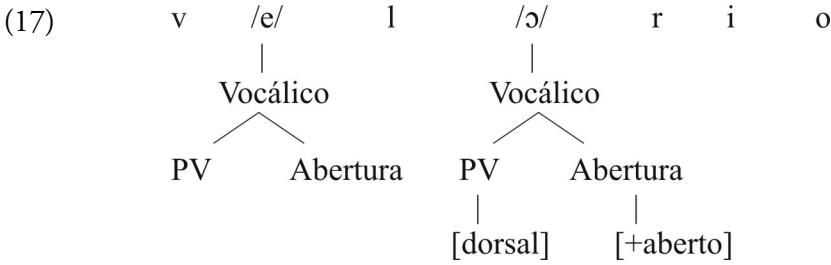 (17) v /e/ l /ɔ/ r i o
Vocálico Vocálico
PV Abertura PV Abertura
[dorsal] [+aberto]